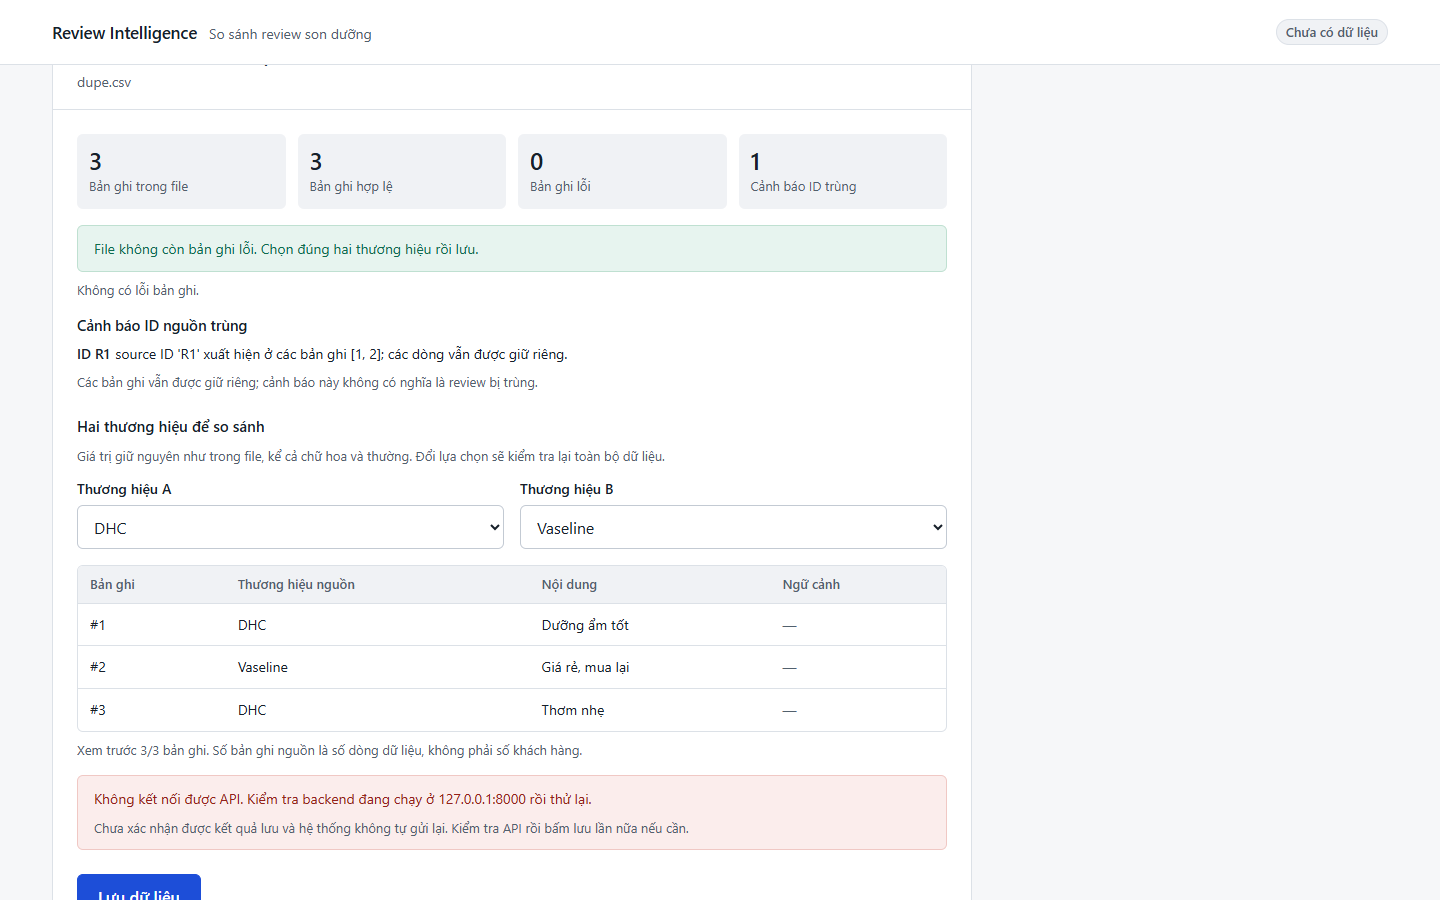 Review Intelligence So sánh review son dưỡng
Chưa có dữ liệu
dupe.csv
3
Bản ghi trong file
3
Bản ghi hợp lệ
0
Bản ghi lỗi
1
Cảnh báo ID trùng
File không còn bản ghi lỗi. Chọn đúng hai thương hiệu rồi lưu.
Không có lỗi bản ghi.
Cảnh báo ID nguồn trùng
ID R1 source ID 'R1' xuất hiện ở các bản ghi [1, 2]; các dòng vẫn được giữ riêng.
Các bản ghi vẫn được giữ riêng; cảnh báo này không có nghĩa là review bị trùng.
Hai thương hiệu để so sánh
Giá trị giữ nguyên như trong file, kể cả chữ hoa và thường. Đổi lựa chọn sẽ kiểm tra lại toàn bộ dữ liệu.
Thương hiệu A Thương hiệu B
DHC Vaseline
Bản ghi Thương hiệu nguồn Nội dung Ngữ cảnh
#1 DHC Dưỡng ẩm tốt —
#2 Vaseline Giá rẻ, mua lại —
#3 DHC Thơm nhẹ —
Xem trước 3/3 bản ghi. Số bản ghi nguồn là số dòng dữ liệu, không phải số khách hàng.
Không kết nối được API. Kiểm tra backend đang chạy ở 127.0.0.1:8000 rồi thử lại.
Chưa xác nhận được kết quả lưu và hệ thống không tự gửi lại. Kiểm tra API rồi bấm lưu lần nữa nếu cần.
Lưu dữ liệu